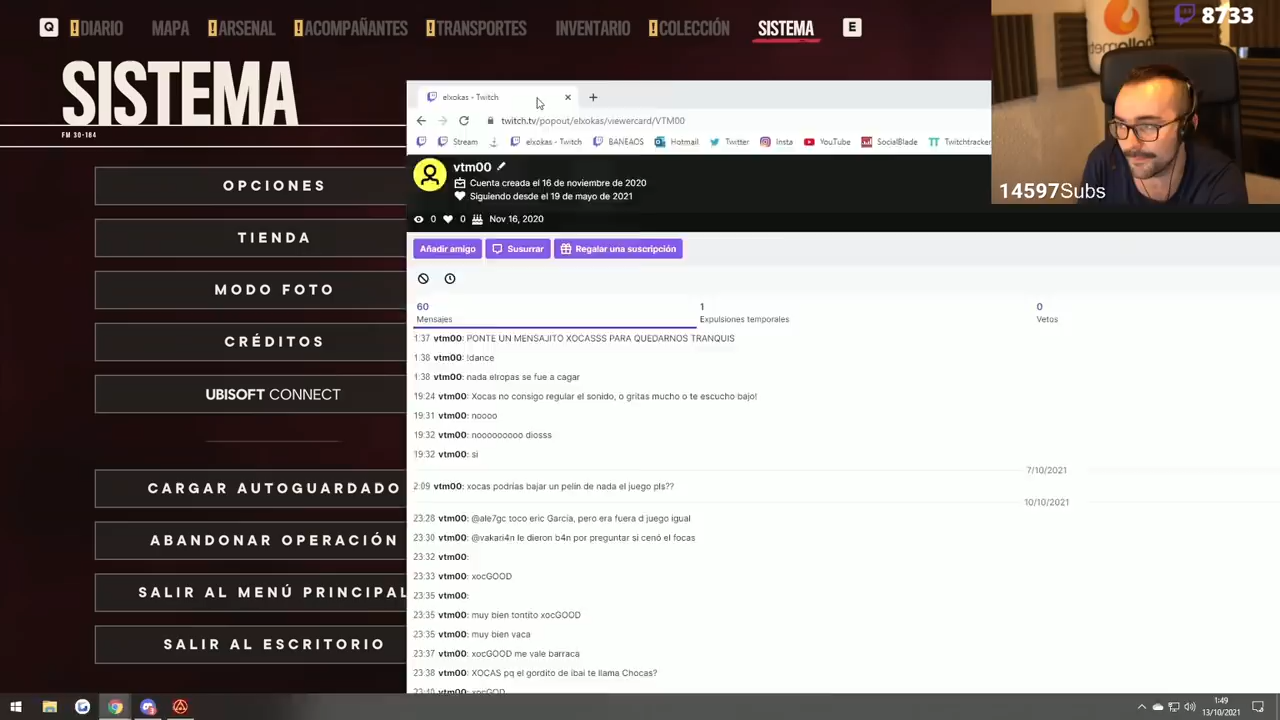 Q !DIARIO MAPA !ARSENAL !ACOMPAÑANTES !TRANSPORTES INVENTARIO !COLECCIÓN SISTEMA E
8733
SISTEMA
FM 30-184
14597Subs
OPCIONES
TIENDA
MODO FOTO
CRÉDITOS
UBISOFT CONNECT
CARGAR AUTOGUARDADO
ABANDONAR OPERACIÓN
SALIR AL MENÚ PRINCIPAL
SALIR AL ESCRITORIO
elxokas - Twitch
twitch.tv/popout/elxokas/viewercard/VTM00
Stream elxokas - Twitch BANEAOS Hotmail Twitter Insta YouTube SocialBlade Twitchtracker
vtm00
Cuenta creada el 16 de noviembre de 2020
Siguiendo desde el 19 de mayo de 2021
0 0 Nov 16, 2020
Añadir amigo Susurrar Regalar una suscripción
60 1 0
Mensajes Expulsiones temporales Vetos
1:37 vtm00: PONTE UN MENSAJITO XOCASSS PARA QUEDARNOS TRANQUIS
1:38 vtm00: !dance
1:38 vtm00: nada elropas se fue a cagar
19:24 vtm00: Xocas no consigo regular el sonido, o gritas mucho o te escucho bajo!
19:31 vtm00: noooo
19:32 vtm00: nooooooooo diosss
19:32 vtm00: si
7/10/2021
2:09 vtm00: xocas podrias bajar un pelin de nada el juego pls??
10/10/2021
23:28 vtm00: @ale7gc toco eric García, pero era fuera d juego igual
23:30 vtm00: @vakari4n le dieron b4n por preguntar si cenó el focas
23:32 vtm00:
23:33 vtm00: xocGOOD
23:35 vtm00:
23:35 vtm00: muy bien tontito xocGOOD
23:35 vtm00: muy bien vaca
23:37 vtm00: xocGOOD me vale barraca
23:38 vtm00: XOCAS pq el gordito de ibai te llama Chocas?
vtm00: xocGOD
1:49
13/10/2021